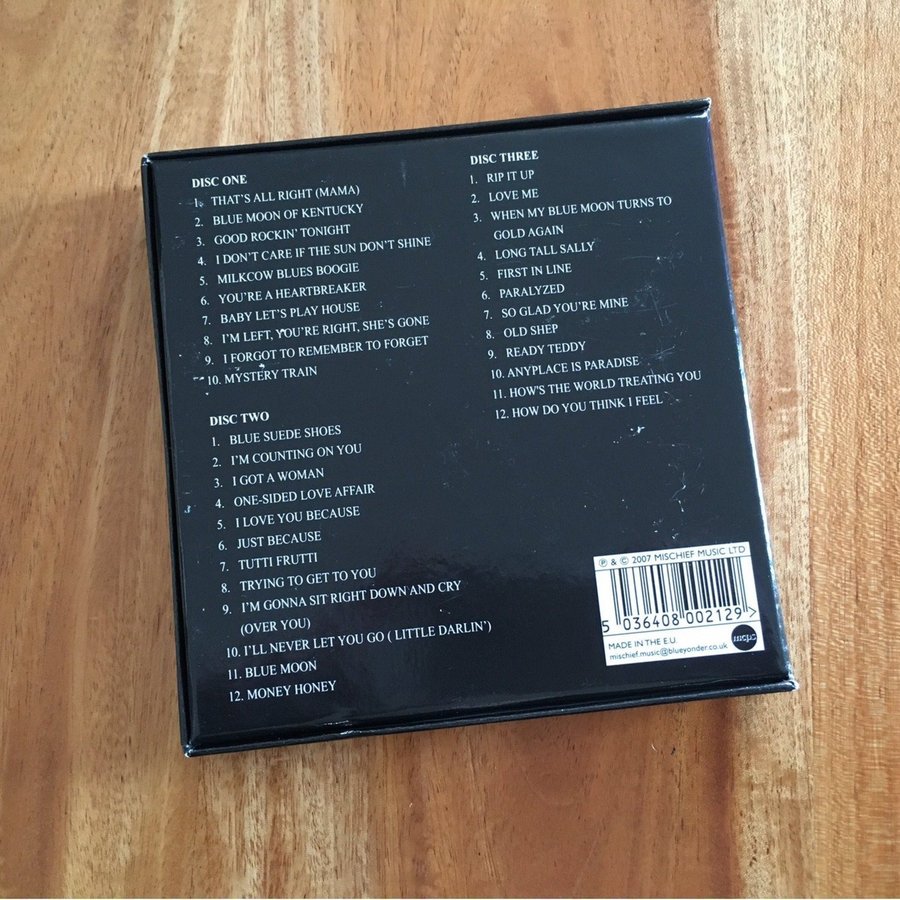 DISC ONE
1. THAT'S ALL RIGHT (MAMA)
2. BLUE MOON OF KENTUCKY
3. GOOD ROCKIN' TONIGHT
4. I DON'T CARE IF THE SUN DON'T SHINE
5. MILKCOW BLUES BOOGIE
6. YOU'RE A HEARTBREAKER
7. BABY LET'S PLAY HOUSE
8. I'M LEFT, YOU'RE RIGHT, SHE'S GONE
9. I FORGOT TO REMEMBER TO FORGET
10. MYSTERY TRAIN
DISC TWO
1. BLUE SUEDE SHOES
2. I'M COUNTING ON YOU
3. I GOT A WOMAN
4. ONE-SIDED LOVE AFFAIR
5. I LOVE YOU BECAUSE
6. JUST BECAUSE
7. TUTTI FRUTTI
8. TRYING TO GET TO YOU
9. I'M GONNA SIT RIGHT DOWN AND CRY
(OVER YOU)
10. I'LL NEVER LET YOU GO ( LITTLE DARLIN')
11. BLUE MOON
12. MONEY HONEY
DISC THREE
1. RIP IT UP
2. LOVE ME
3. WHEN MY BLUE MOON TURNS TO
GOLD AGAIN
4. LONG TALL SALLY
5. FIRST IN LINE
6. PARALYZED
7. SO GLAD YOU'RE MINE
8. OLD SHEP
9. READY TEDDY
10. ANYPLACE IS PARADISE
11. HOW'S THE WORLD TREATING YOU
12. HOW DO YOU THINK I FEEL
℗ & © 2007 MISCHIEF MUSIC LTD
5 036408 002129 >
MADE IN THE E.U.
mischief.music@blueyonder.co.uk
mcps